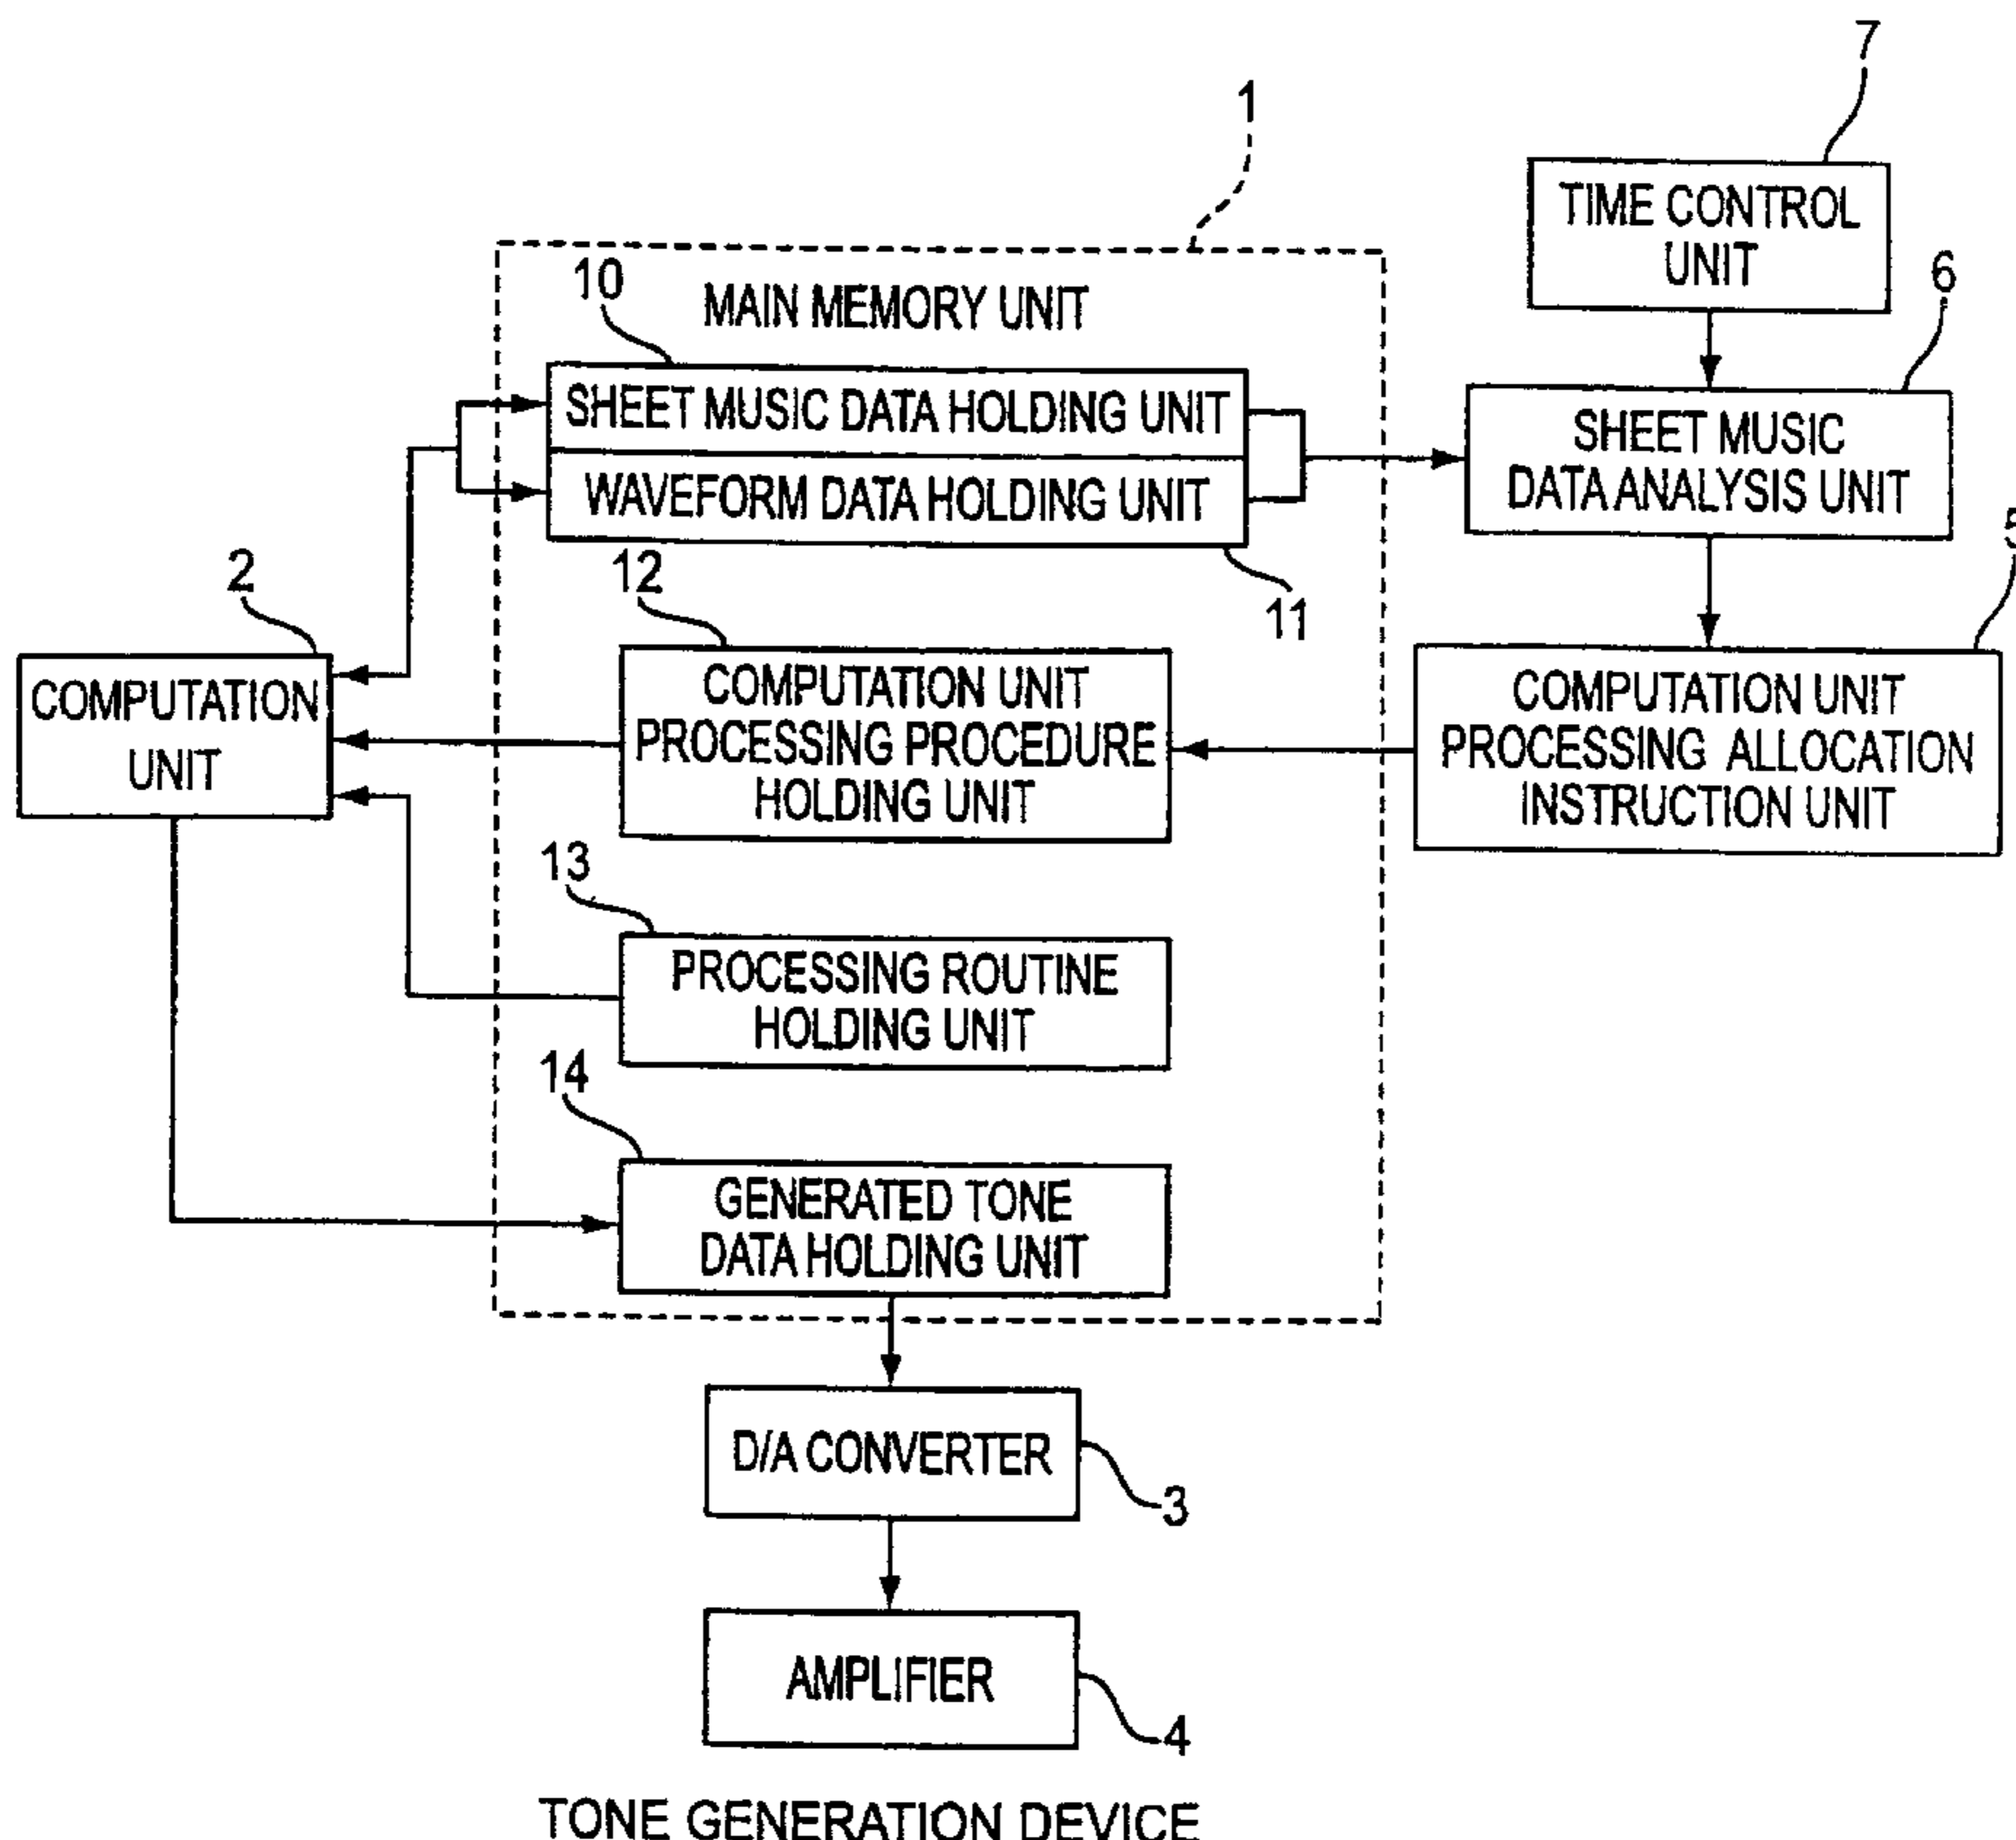 7
1
TIME CONTROL
UNIT
6
10
MAIN MEMORY UNIT
SHEET MUSIC DATA HOLDING UNIT
WAVEFORM DATA HOLDING UNIT
SHEET MUSIC
DATA ANALYSIS UNIT
5
2
12
11
COMPUTATION
UNIT
COMPUTATION UNIT
PROCESSING PROCEDURE
HOLDING UNIT
COMPUTATION UNIT
PROCESSING ALLOCATION
INSTRUCTION UNIT
13
PROCESSING ROUTINE
HOLDING UNIT
14
GENERATED TONE
DATA HOLDING UNIT
D/A CONVERTER
3
AMPLIFIER
4
TONE GENERATION DEVICE